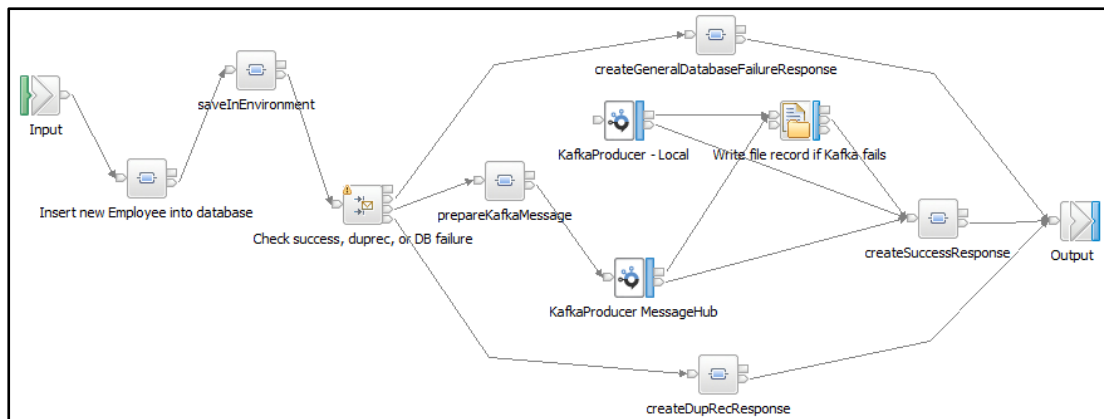 createGeneralDatabaseFailureResponse
saveInEnvironment
Input
KafkaProducer - Local
Write file record if Kafka fails
Insert new Employee into database
prepareKafkaMessage
Check success, duprec, or DB failure
createSuccessResponse
Output
KafkaProducer MessageHub
createDupRecResponse